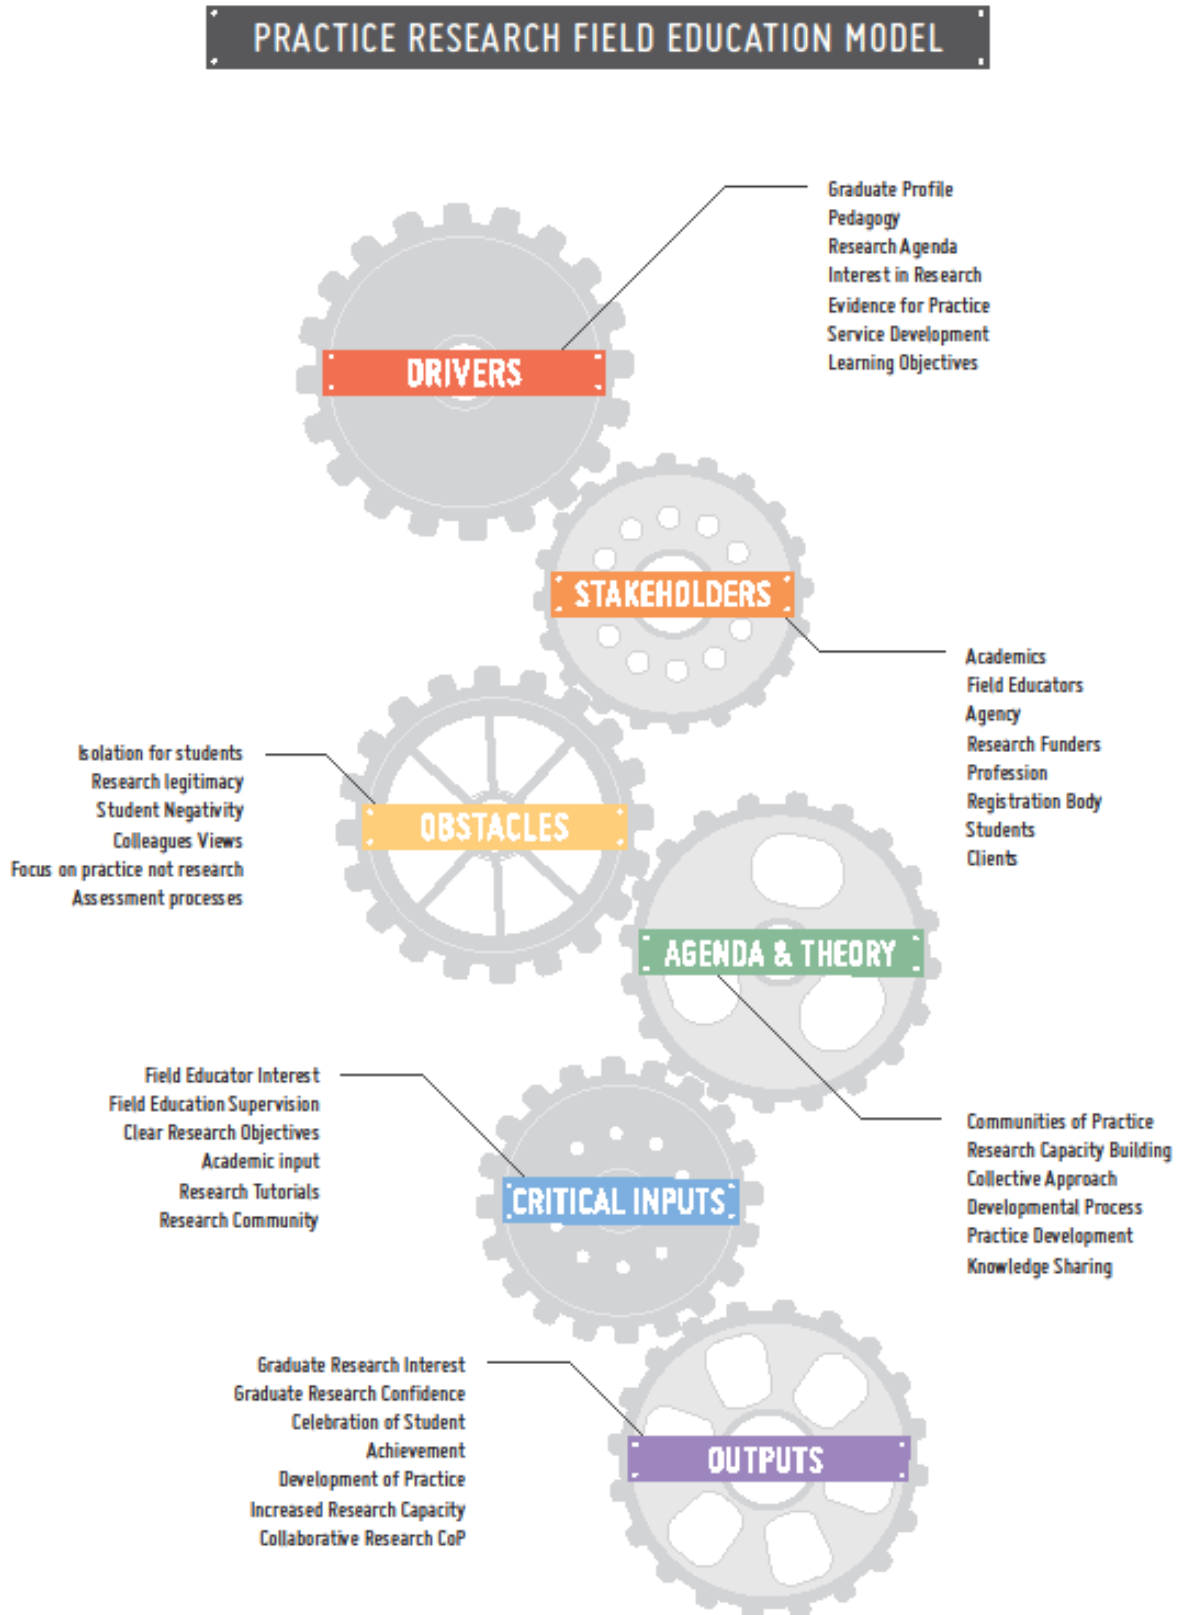 PRACTICE RESEARCH FIELD EDUCATION MODEL
DRIVERS
Graduate Profile
Pedagogy
Research Agenda
Interest in Research
Evidence for Practice
Service Development
Learning Objectives
STAKEHOLDERS
Academics
Field Educators
Agency
Research Funders
Profession
Registration Body
Students
Clients
OBSTACLES
Isolation for students
Research legitimacy
Student Negativity
Colleagues Views
Focus on practice not research
Assessment processes
AGENDA & THEORY
Communities of Practice
Research Capacity Building
Collective Approach
Developmental Process
Practice Development
Knowledge Sharing
CRITICAL INPUTS
Field Educator Interest
Field Education Supervision
Clear Research Objectives
Academic input
Research Tutorials
Research Community
OUTPUTS
Graduate Research Interest
Graduate Research Confidence
Celebration of Student
Achievement
Development of Practice
Increased Research Capacity
Collaborative Research CoP